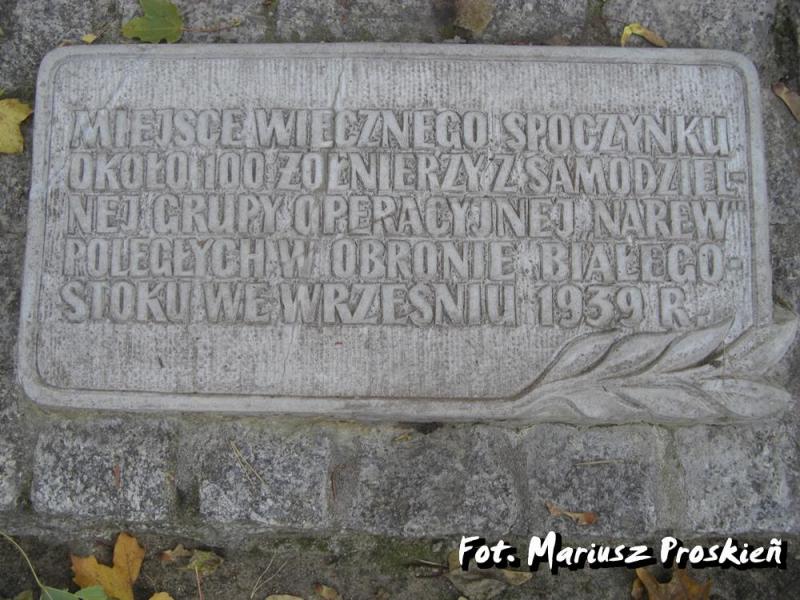 MIEJSCE WIECZNEGO SPOCZYNKU
OKOŁO 100 ŻOŁNIERZY Z SAMODZIEL-
NEJ GRUPY OPERACYJNEJ „NAREW"
POLEGŁYCH W OBRONIE BIAŁEGO-
STOKU WE WRZEŚNIU 1939 R.
Fot. Mariusz Proskień